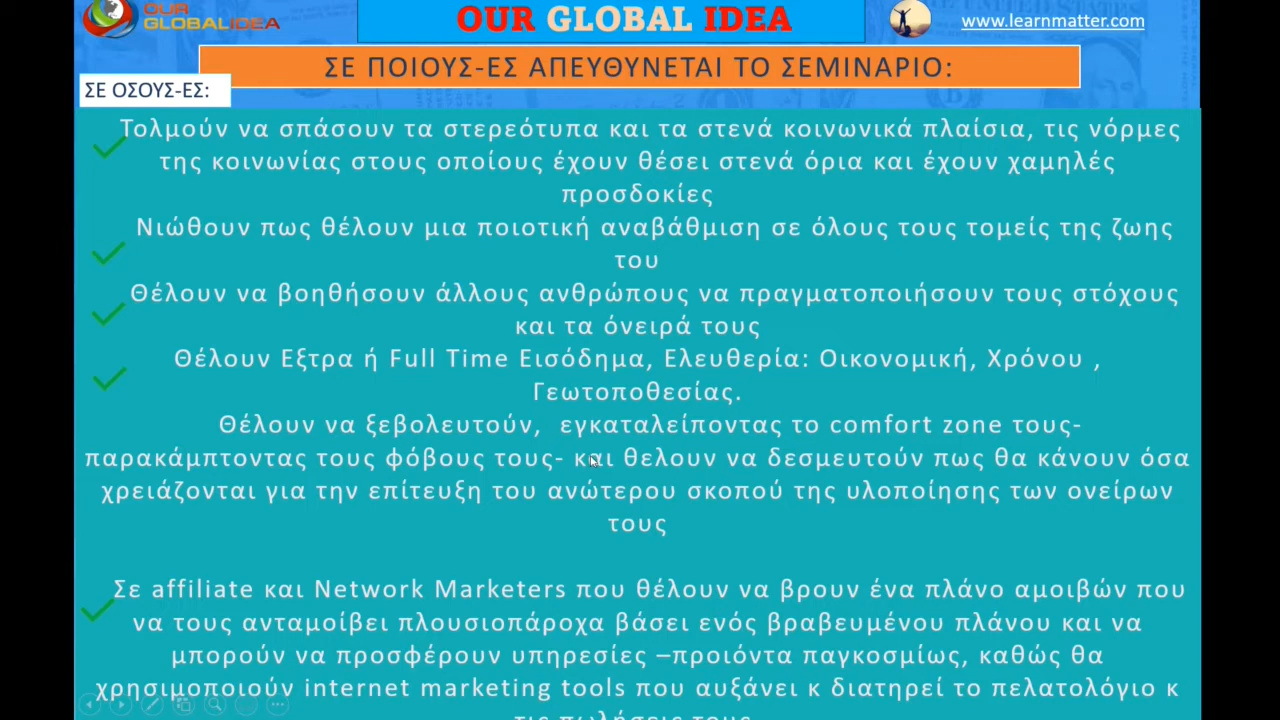 OUR
GLOBALIDEA
OUR GLOBAL IDEA
www.learnmatter.com
ΣΕ ΠΟΙΟΥΣ-ΕΣ ΑΠΕΥΘΥΝΕΤΑΙ ΤΟ ΣΕΜΙΝΑΡΙΟ:
ΣΕ ΟΣΟΥΣ-ΕΣ:
Τολμούν να σπάσουν τα στερεότυπα και τα στενά κοινωνικά πλαίσια, τις νόρμες
της κοινωνίας στους οποίους έχουν θέσει στενά όρια και έχουν χαμηλές
προσδοκίες
Νιώθουν πως θέλουν μια ποιοτική αναβάθμιση σε όλους τους τομείς της ζωης
του
Θέλουν να βοηθήσουν άλλους ανθρώπους να πραγματοποιήσουν τους στόχους
και τα όνειρά τους
Θέλουν Εξτρα ή Full Time Εισόδημα, Ελευθερία: Οικονομική, Χρόνου ,
Γεωτοποθεσίας.
Θέλουν να ξεβολευτούν, εγκαταλείποντας το comfort zone τους-
παρακάμπτοντας τους φόβους τους- και θελουν να δεσμευτούν πως θα κάνουν όσα
χρειάζονται για την επίτευξη του ανώτερου σκοπού της υλοποίησης των ονείρων
τους
Σε affiliate και Network Marketers που θέλουν να βρουν ένα πλάνο αμοιβών που
να τους ανταμοίβει πλουσιοπάροχα βάσει ενός βραβευμένου πλάνου και να
μπορούν να προσφέρουν υπηρεσίες –προιόντα παγκοσμίως, καθώς θα
χρησιμοποιούν internet marketing tools που αυξάνει κ διατηρεί το πελατολόγιο κ
τις πωλήσεις τους